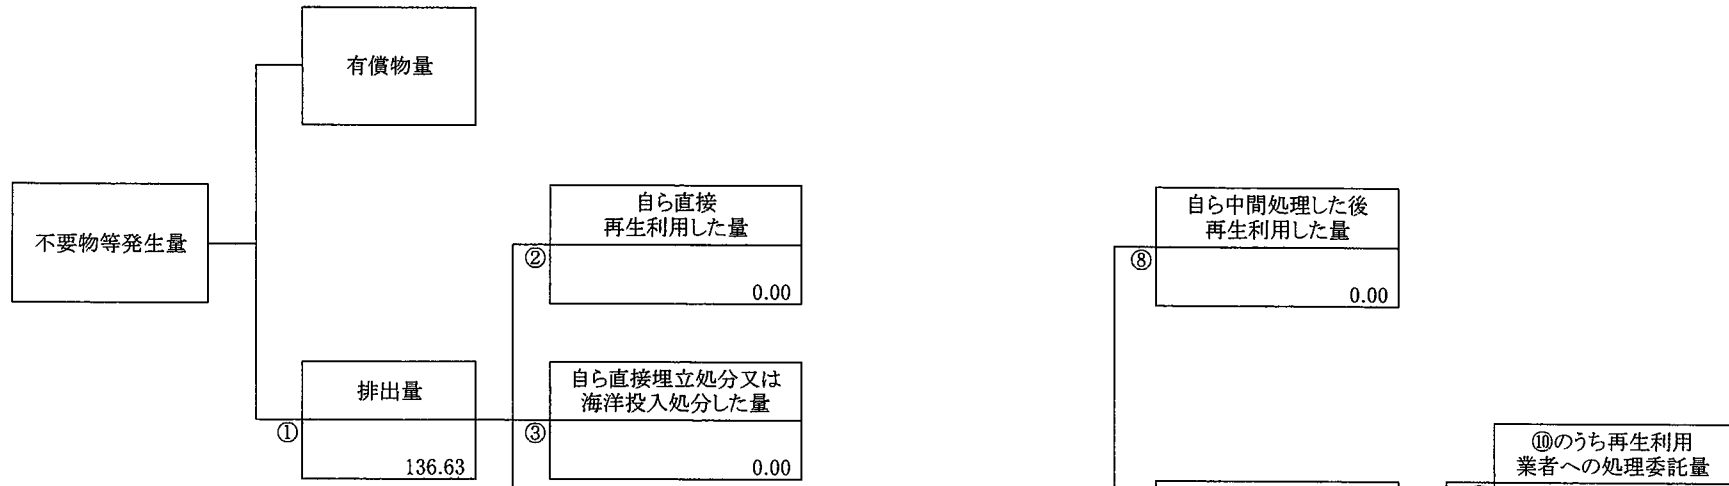 有償物量
不要物等発生量
自ら直接
再生利用した量
②
0.00
自ら中間処理した後
再生利用した量
⑧
0.00
排出量
①
136.63
自ら直接埋立処分又は
海洋投入処分した量
③
0.00
⑩のうち再生利用
業者への処理委託量